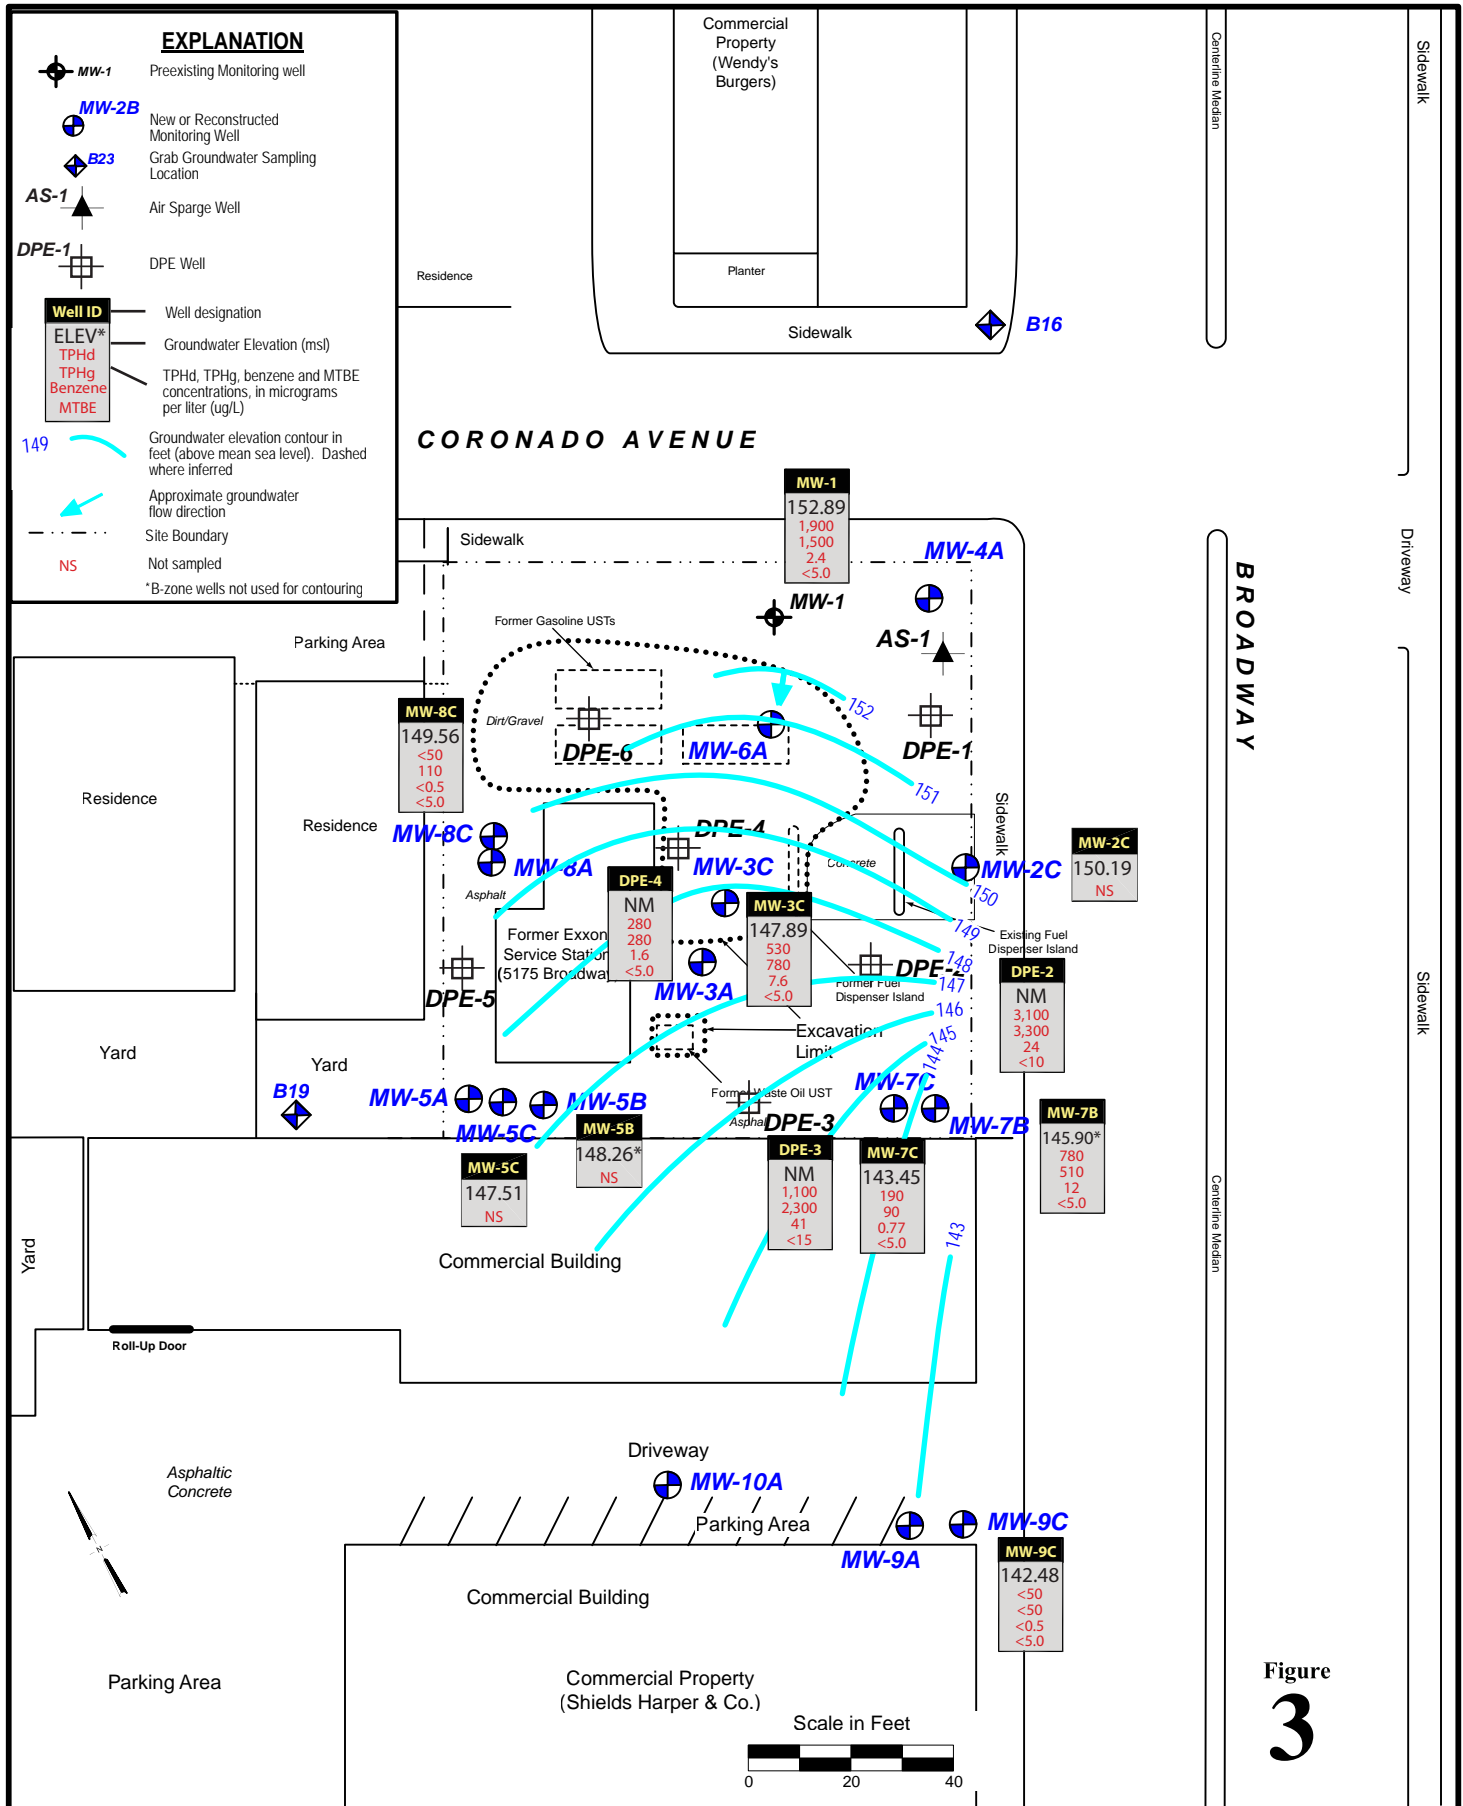 EXPLANATION
MW-1
Preexisting Monitoring well
MW-2B
New or Reconstructed
Monitoring Well
B23
Grab Groundwater Sampling
Location
AS-1
Air Sparge Well
DPE-1
DPE Well
Well ID
Well designation
ELEV*
Groundwater Elevation (msl)
TPHd
TPHg
Benzene
MTBE
TPHd, TPHg, benzene and MTBE
concentrations, in micrograms
per liter (ug/L)
149
Groundwater elevation contour in
feet (above mean sea level). Dashed
where inferred
Approximate groundwater
flow direction
Site Boundary
NS
Not sampled
*B-zone wells not used for contouring
Commercial
Property
(Wendy's
Burgers)
Centerline Median
Sidewalk
Residence
Planter
Sidewalk
B16
CORONADO AVENUE
MW-1
152.89
1,900
1,500
2.4
<5.0
Sidewalk
MW-4A
MW-1
AS-1
BROADWAY
Driveway
Parking Area
Former Gasoline USTs
152
MW-8C
149.56
<50
110
<0.5
<5.0
Dirt/Gravel
DPE-6
MW-6A
DPE-1
151
Residence
Residence
Sidewalk
MW-8C
MW-8A
DPE-4
MW-3C
Concrete
MW-2C
MW-2C
150.19
NS
Asphalt
150
DPE-4
NM
280
280
1.6
<5.0
MW-3C
147.89
530
780
7.6
<5.0
149
Existing Fuel
Dispenser Island
Former Exxon
Service Station
(5175 Broadway
148
DPE-5
MW-3A
DPE-2
147
Former Fuel
Dispenser Island
DPE-2
NM
3,100
3,300
24
<10
Sidewalk
146
Excavation
Limit
145
144
Yard
Yard
B19
MW-5A
MW-5C
MW-5B
Former Waste Oil UST
Asphalt
DPE-3
MW-7C
MW-7B
MW-7B
145.90*
780
510
12
<5.0
MW-5B
148.26*
NS
MW-5C
147.51
NS
DPE-3
NM
1,100
2,300
41
<15
MW-7C
143.45
190
90
0.77
<5.0
Centerline Median
143
Yard
Commercial Building
Roll-Up Door
Driveway
Asphaltic
Concrete
MW-10A
Parking Area
MW-9C
MW-9A
N
MW-9C
142.48
<50
<50
<0.5
<5.0
Commercial Building
Parking Area
Commercial Property
(Shields Harper & Co.)
Figure
3
Scale in Feet
0 20 40